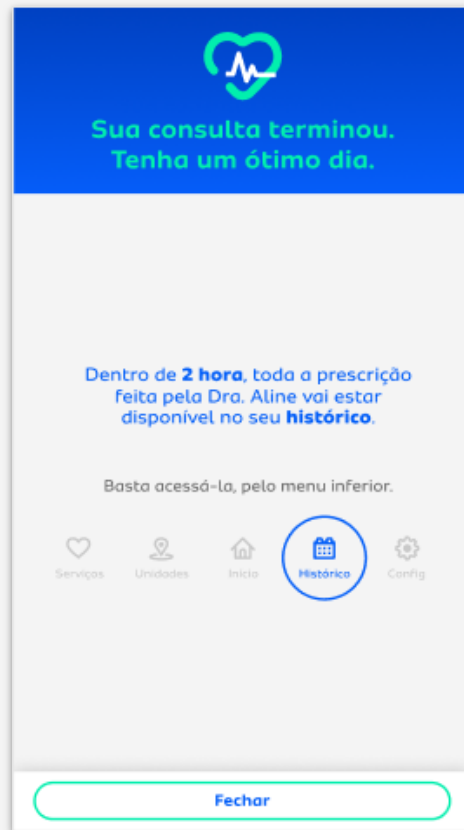 Sua consulta terminou.
Tenha um ótimo dia.
Dentro de 2 hora, toda a prescrição
feita pela Dra. Aline vai estar
disponível no seu histórico.
Basta acessá-la, pelo menu inferior.
Serviços Unidades Inicio Histórico Config
Fechar